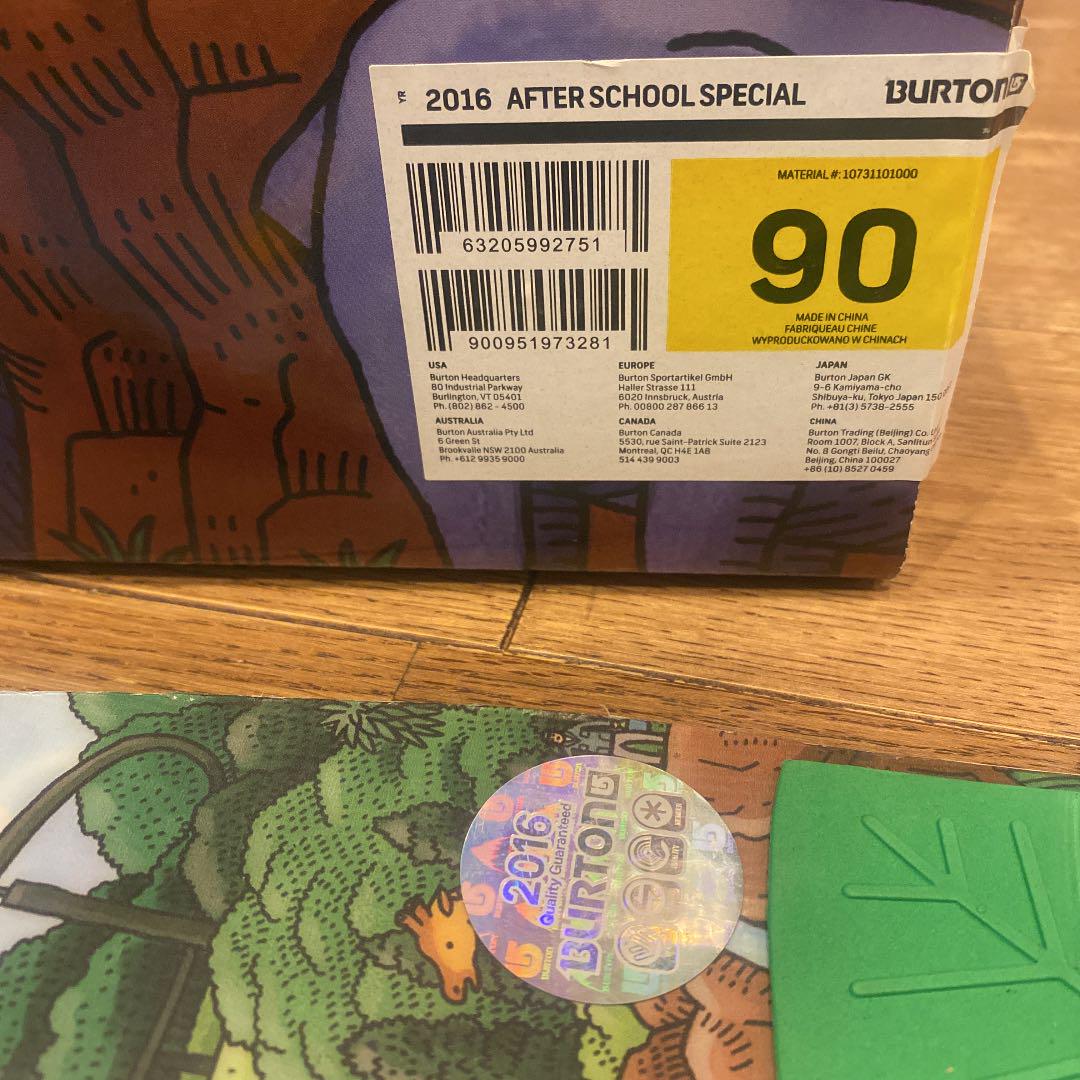 YR 2016 AFTER SCHOOL SPECIAL BURTON
MATERIAL #: 10731101000
63205992751
90
900951973281
MADE IN CHINA
FABRIQUEAU CHINE
WYPRODUCKOWANO W CHINACH
USA
Burton Headquarters
80 Industrial Parkway
Burlington, VT 05401
Ph. (802) 862 - 4500
EUROPE
Burton Sportartikel GmbH
Haller Strasse 111
6020 Innsbruck, Austria
Ph. 00800 287 866 13
JAPAN
Burton Japan GK
9-6 Kamiyama-cho
Shibuya-ku, Tokyo Japan 150
Ph. +81(3) 5738-2555
AUSTRALIA
Burton Australia Pty Ltd
6 Green St
Brookvalle NSW 2100 Australia
Ph. +612 9935 9000
CANADA
Burton Canada
5530, rue Saint-Patrick Suite 2123
Montreal, QC H4E 1A8
514 439 9003
CHINA
Burton Trading (Beijing) Co.
Room 1007, Block A, Sanlitun
No. 8 Gongti Beilu, Chaoyang
Beijing, China 100027
+86 (10) 8527 0459
2016
Quality Guaranteed
BURTON